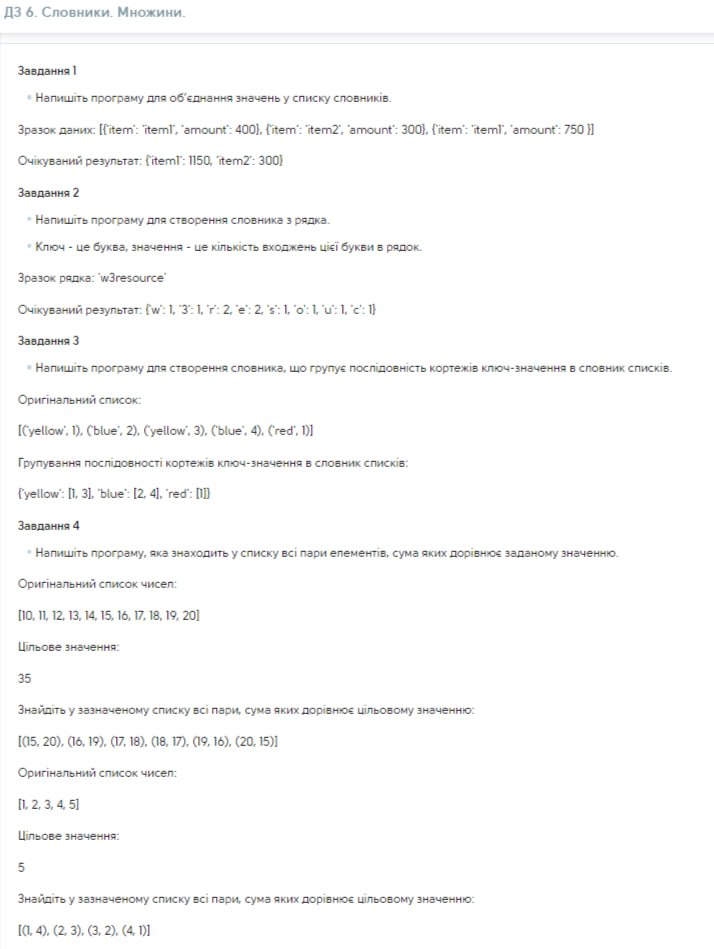 ДЗ 6. Словники. Множини.
Завдання 1
Напишіть програму для об'єднання значень у списку словників.
Зразок даних: [{'item': 'item1', 'amount': 400}, {'item': 'item2', 'amount': 300}, {'item': 'item1', 'amount': 750 }]
Очікуваний результат: {'item1': 1150, 'item2': 300}
Завдання 2
Напишіть програму для створення словника з рядка.
Ключ - це буква, значення - це кількість входжень цієї букви в рядок.
Зразок рядка: 'w3resource'
Очікуваний результат: {'w': 1, '3': 1, 'r': 2, 'e': 2, 's': 1, 'o': 1, 'u': 1, 'c': 1}
Завдання 3
Напишіть програму для створення словника, що групує послідовність кортежів ключ-значення в словник списків.
Оригінальний список:
[('yellow', 1), ('blue', 2), ('yellow', 3), ('blue', 4), ('red', 1)]
Групування послідовності кортежів ключ-значення в словник списків:
{'yellow': [1, 3], 'blue': [2, 4], 'red': [1]}
Завдання 4
Напишіть програму, яка знаходить у списку всі пари елементів, сума яких дорівнює заданому значенню.
Оригінальний список чисел:
[10, 11, 12, 13, 14, 15, 16, 17, 18, 19, 20]
Цільове значення:
35
Знайдіть у зазначеному списку всі пари, сума яких дорівнює цільовому значенню:
[(15, 20), (16, 19), (17, 18), (18, 17), (19, 16), (20, 15)]
Оригінальний список чисел:
[1, 2, 3, 4, 5]
Цільове значення:
5
Знайдіть у зазначеному списку всі пари, сума яких дорівнює цільовому значенню:
[(1, 4), (2, 3), (3, 2), (4, 1)]